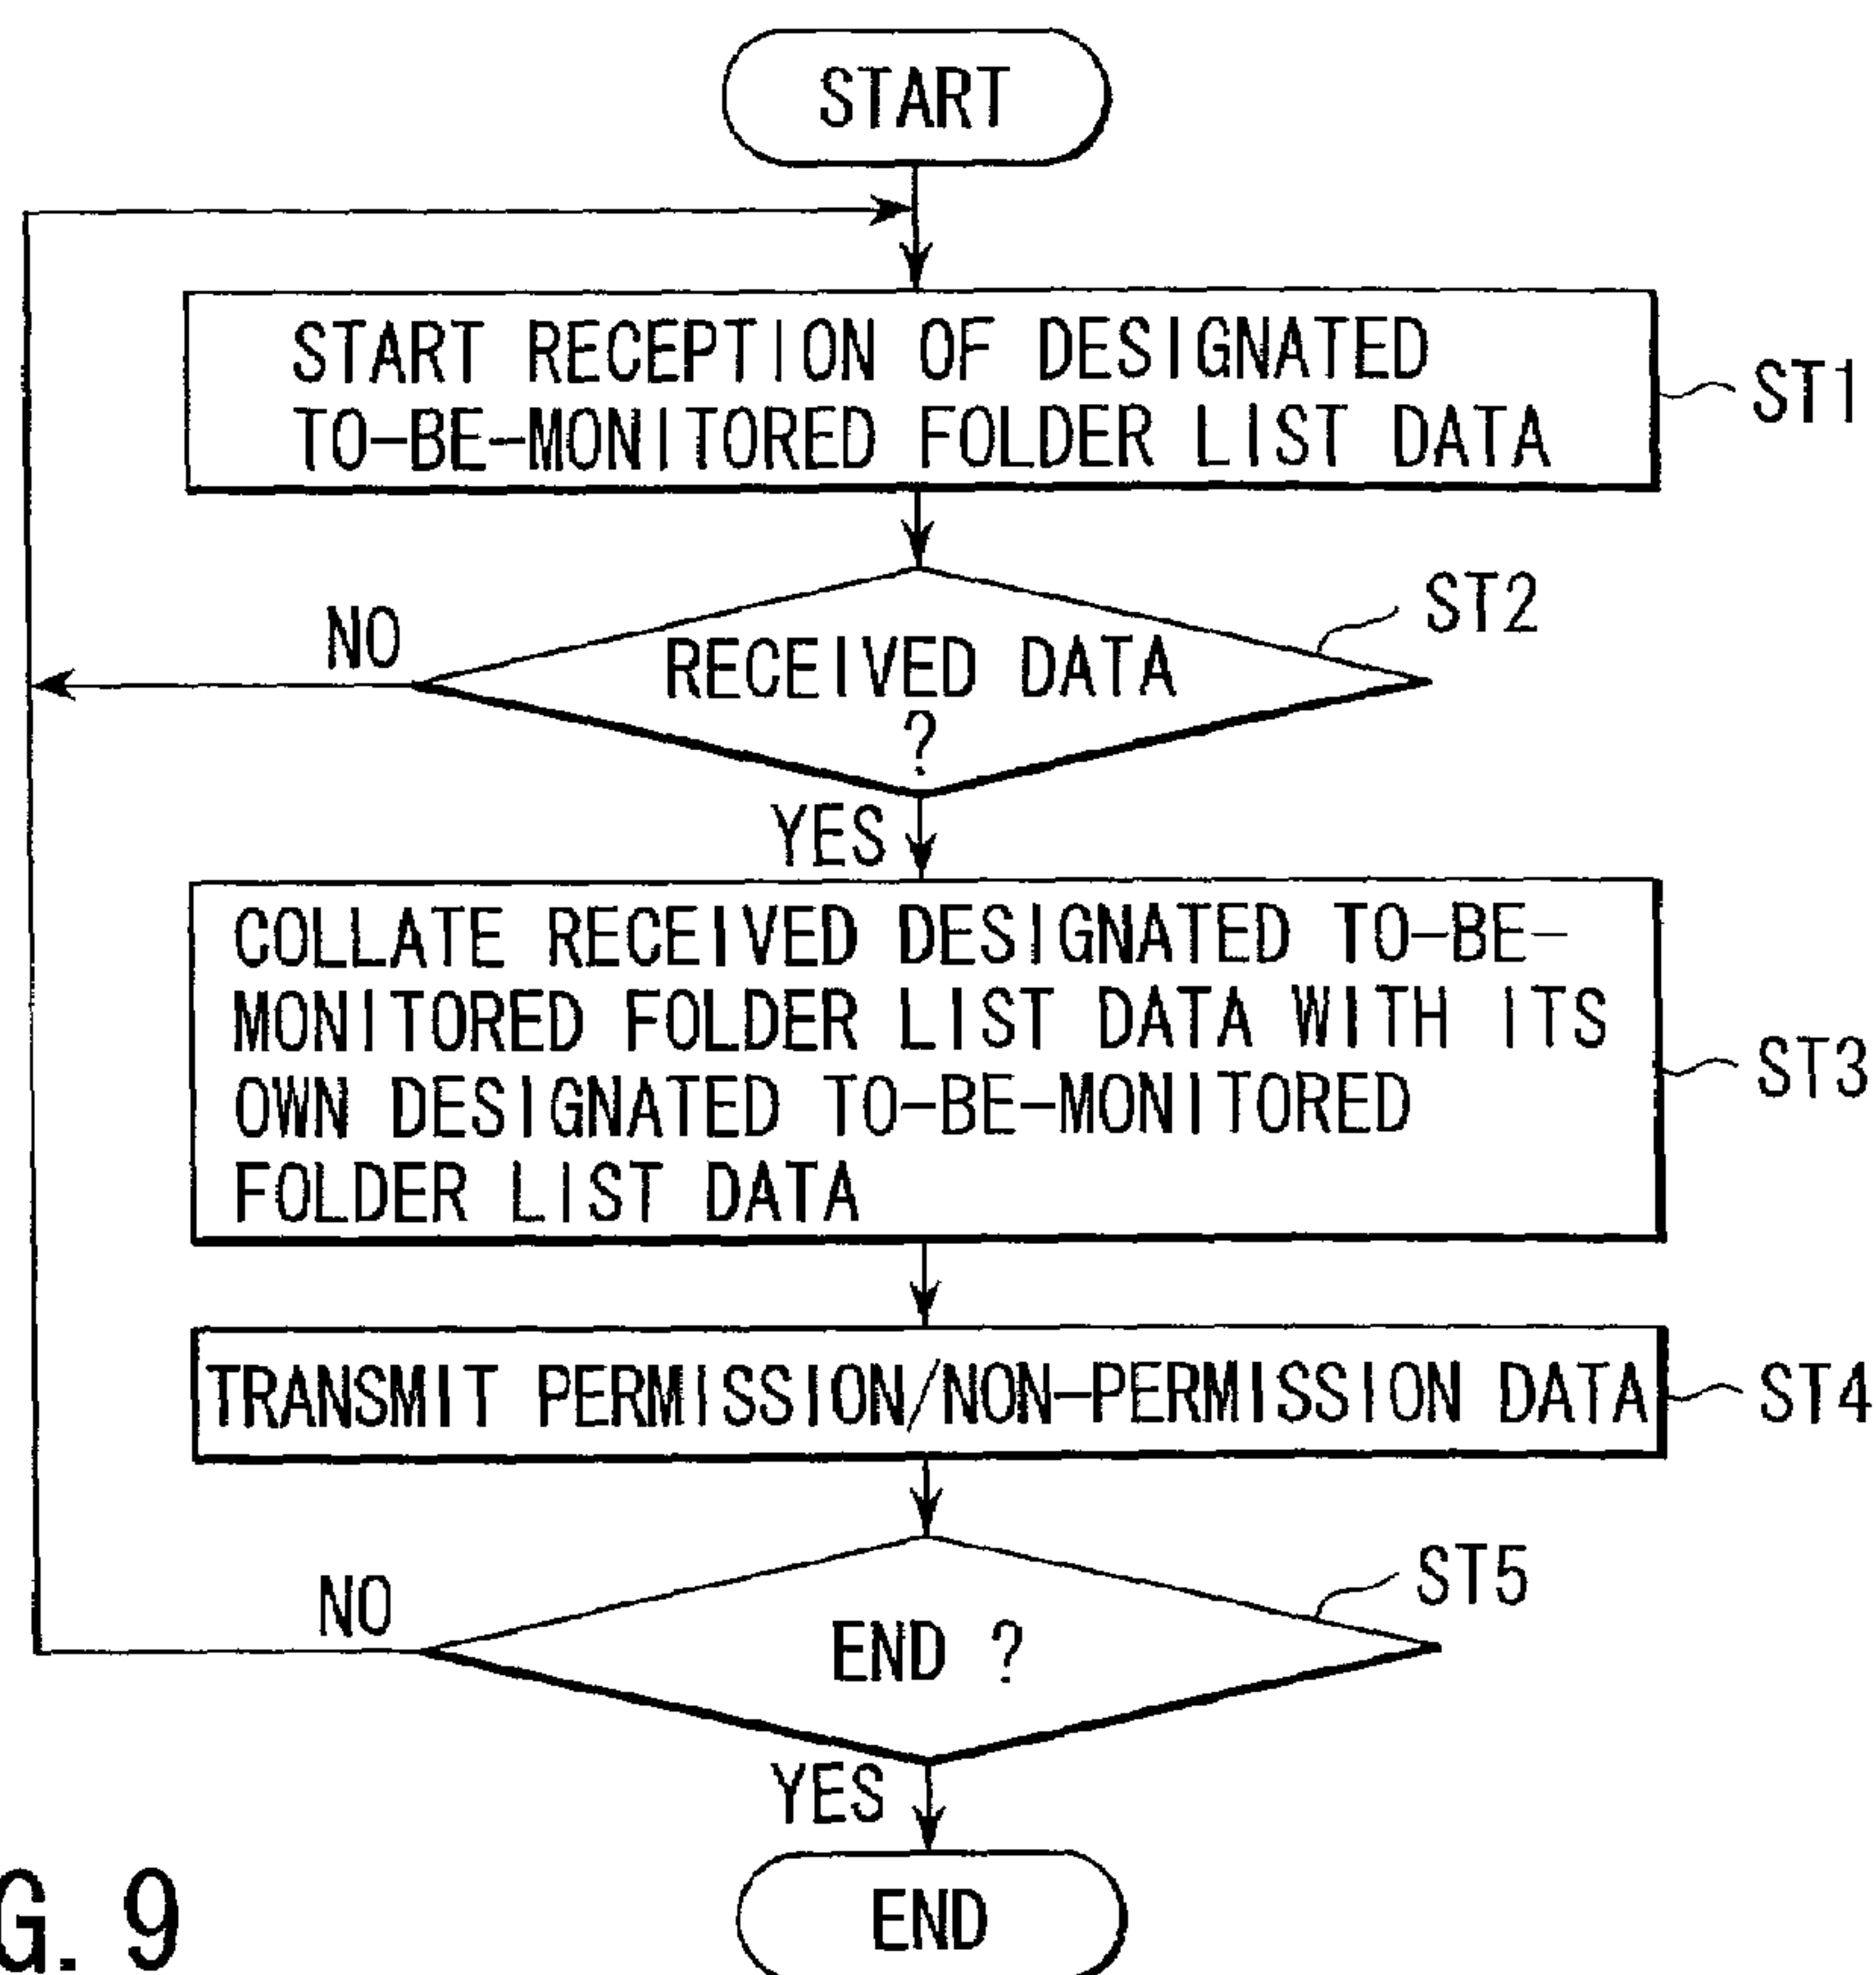 START
START RECEPTION OF DESIGNATED
TO-BE-MONITORED FOLDER LIST DATA
ST1
ST2
NO
RECEIVED DATA
?
YES
COLLATE RECEIVED DESIGNATED TO-BE-
MONITORED FOLDER LIST DATA WITH ITS
OWN DESIGNATED TO-BE-MONITORED
FOLDER LIST DATA
ST3
TRANSMIT PERMISSION/NON-PERMISSION DATA
ST4
ST5
NO
END ?
YES
END
G. 9